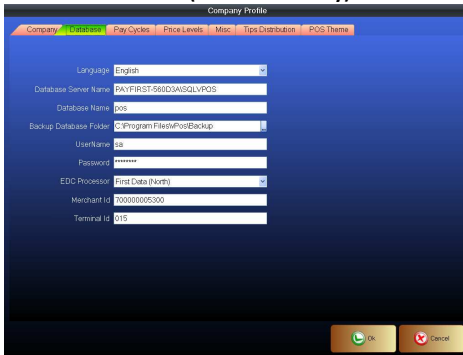 Company Profile
Company Database Pay Cycles Price Levels Misc Tips Distribution POS Theme
Language English
Database Server Name PAYFIRST-560D3A\SQLVPOS
Database Name pos
Backup Database Folder C:\Program Files\vPos\Backup
UserName sa
Password ********
EDC Processor First Data (North)
Merchant Id 700000005300
Terminal Id 015
Ok Cancel